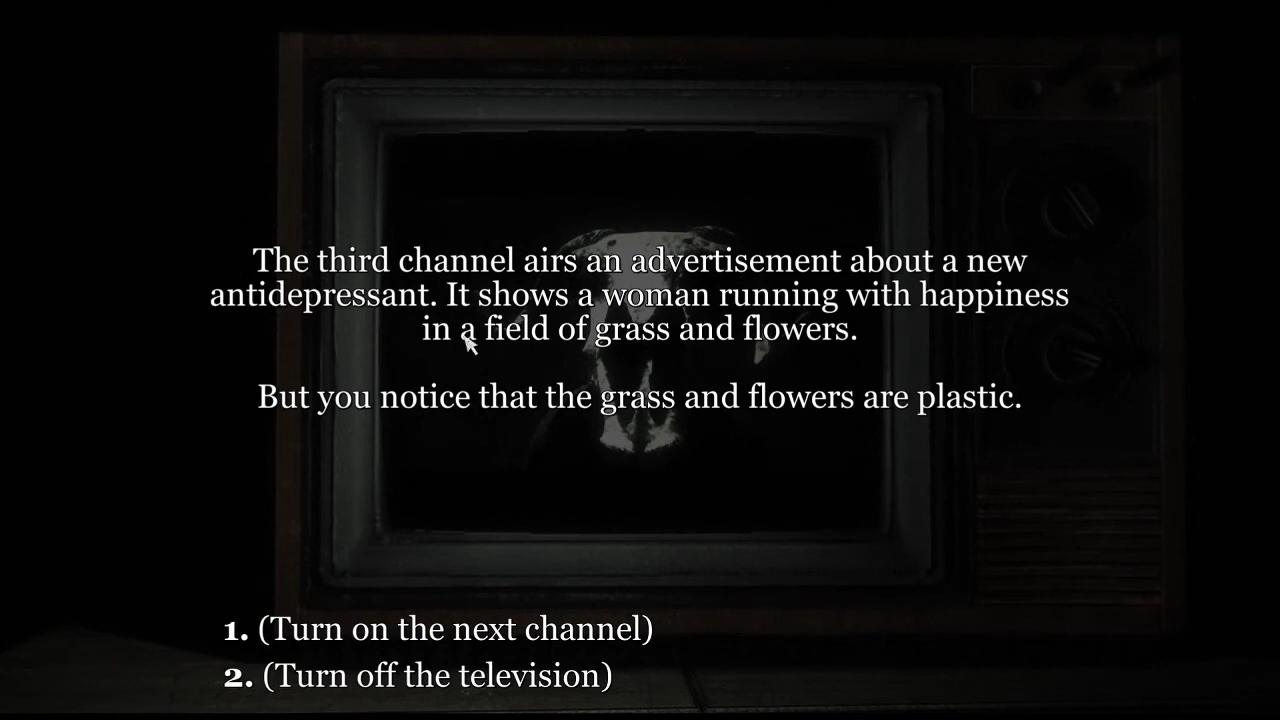 The third channel airs an advertisement about a new
antidepressant. It shows a woman running with happiness
in a field of grass and flowers.
But you notice that the grass and flowers are plastic.
1. (Turn on the next channel)
2. (Turn off the television)